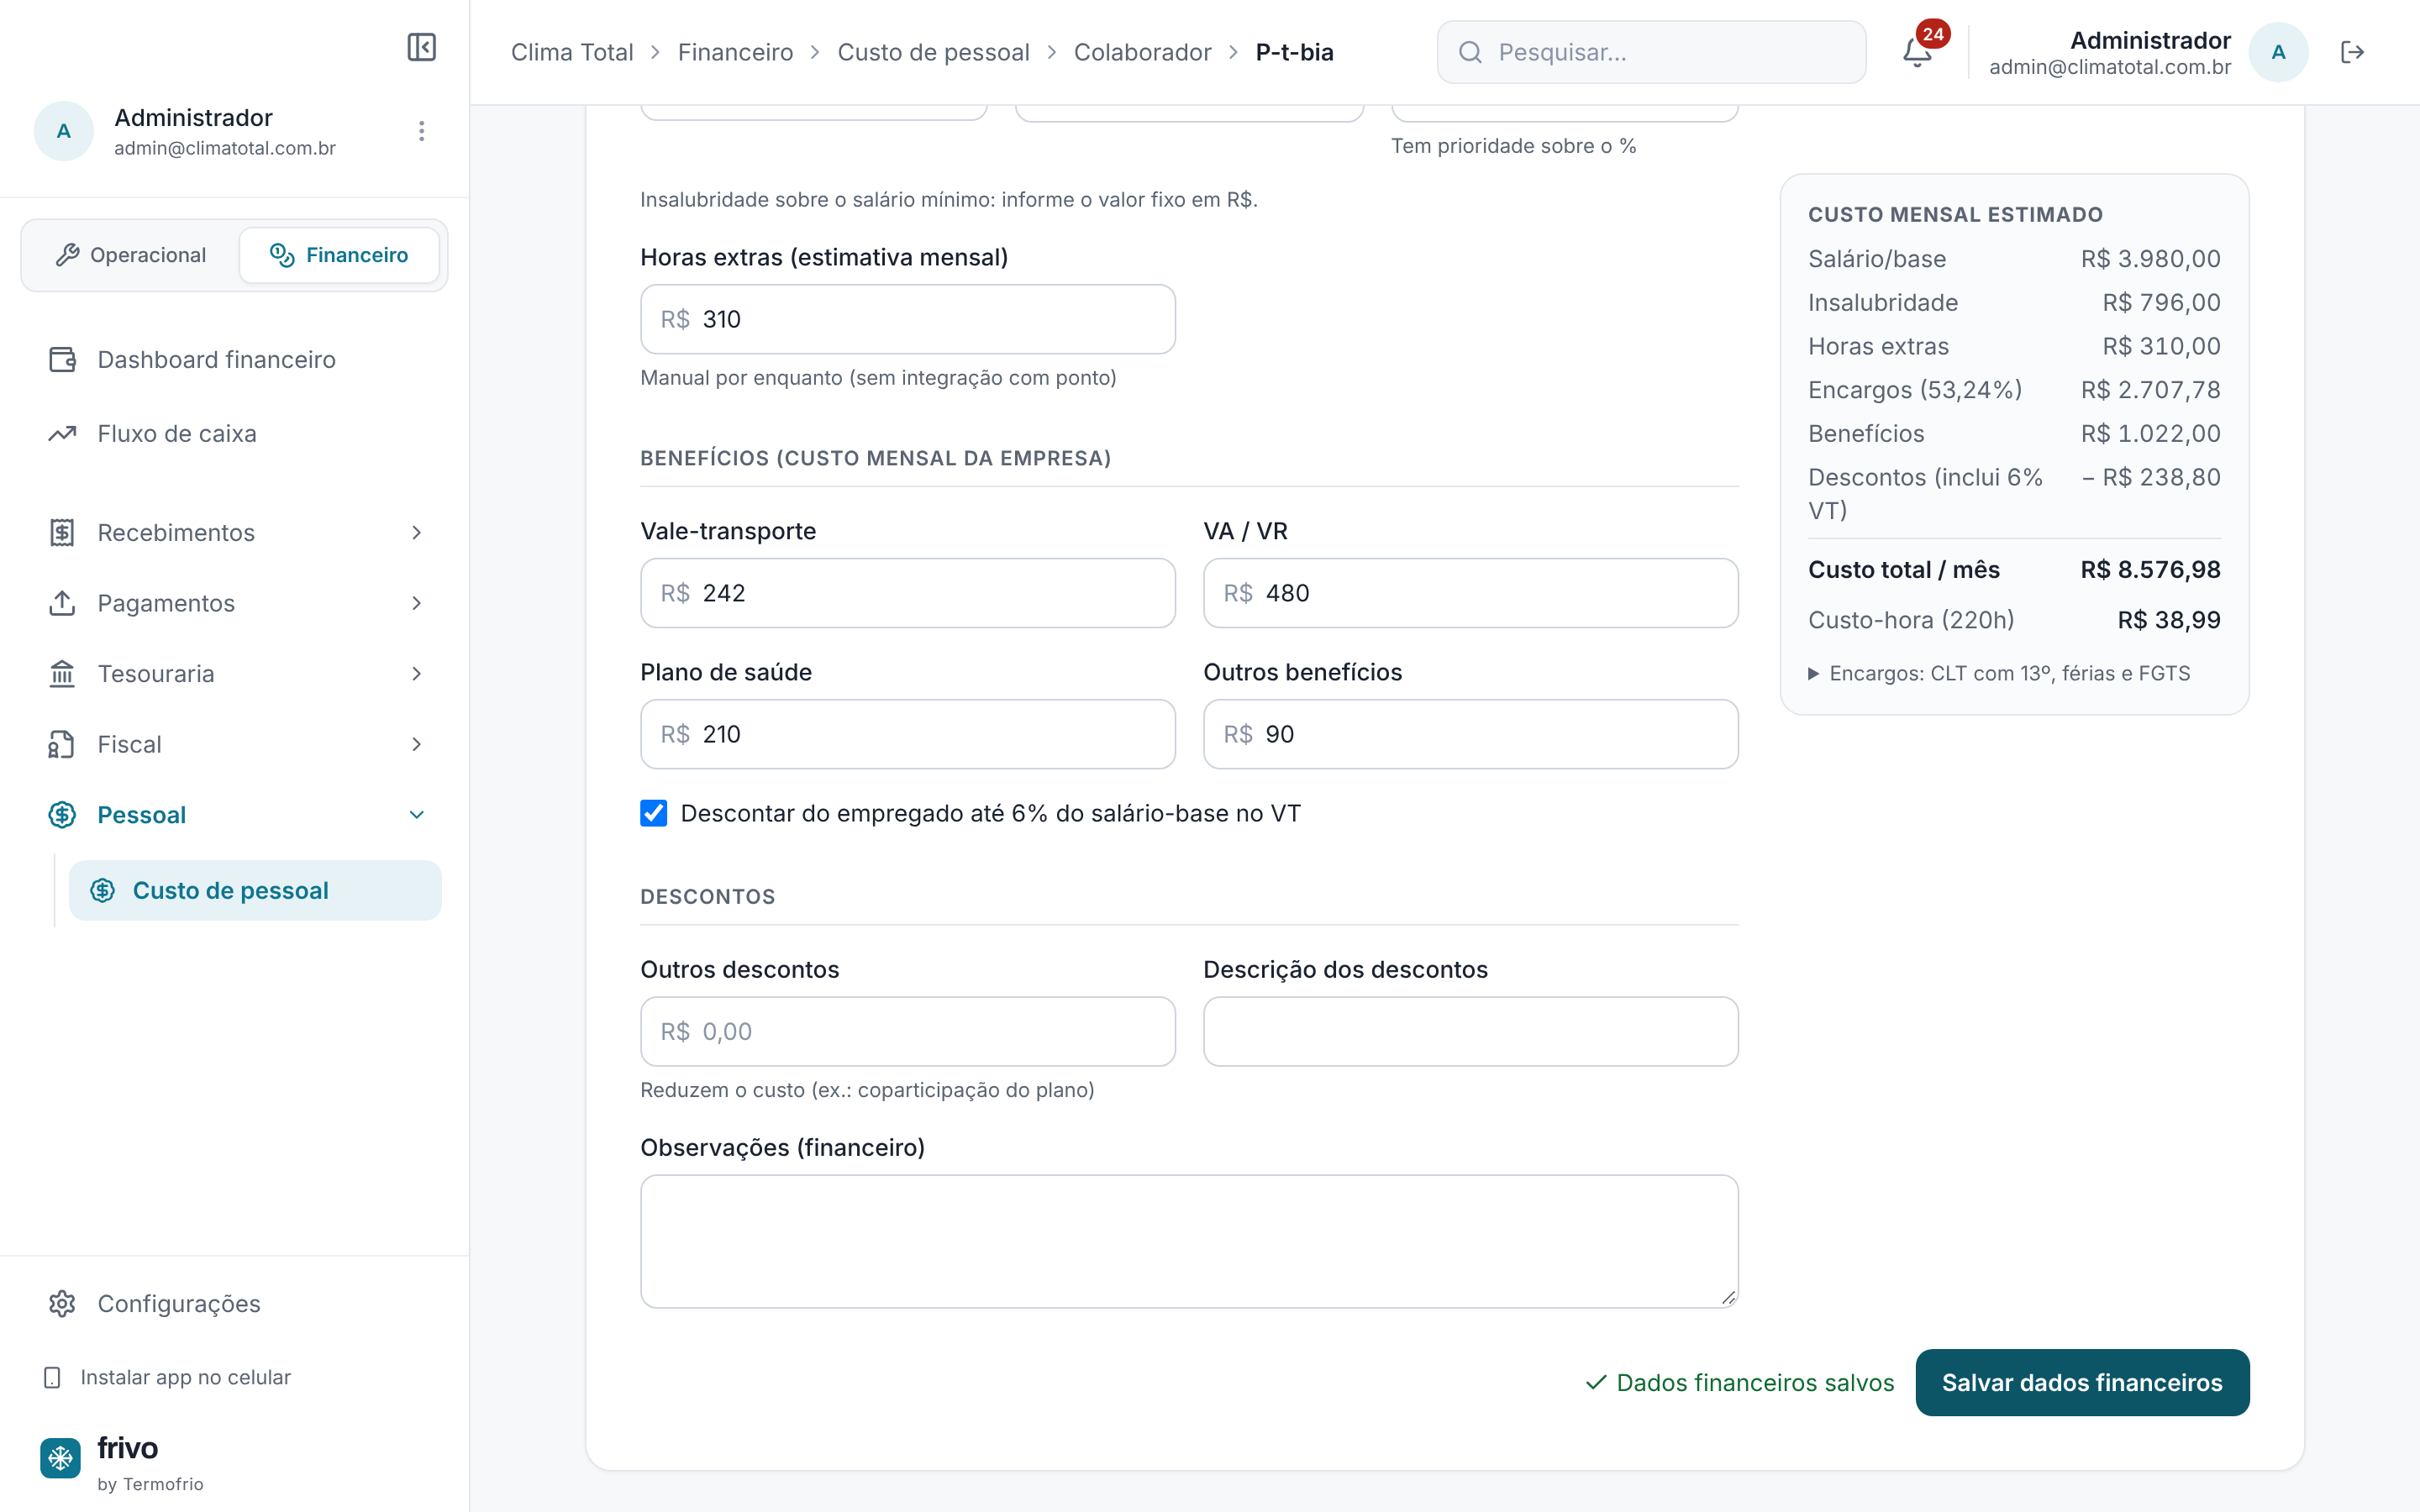 Clima Total > Financeiro > Custo de pessoal > Colaborador > P-t-bia
Pesquisar...
24
Administrador
admin@climatotal.com.br
A
A
Administrador
admin@climatotal.com.br
Operacional
Financeiro
Dashboard financeiro
Fluxo de caixa
Recebimentos
Pagamentos
Tesouraria
Fiscal
Pessoal
Custo de pessoal
Configurações
Instalar app no celular
frivo
by Termofrio
Tem prioridade sobre o %
Insalubridade sobre o salário mínimo: informe o valor fixo em R$.
Horas extras (estimativa mensal)
R$ 310
Manual por enquanto (sem integração com ponto)
BENEFÍCIOS (CUSTO MENSAL DA EMPRESA)
Vale-transporte
R$ 242
VA / VR
R$ 480
Plano de saúde
R$ 210
Outros benefícios
R$ 90
Descontar do empregado até 6% do salário-base no VT
DESCONTOS
Outros descontos
R$ 0,00
Reduzem o custo (ex.: coparticipação do plano)
Descrição dos descontos
Observações (financeiro)
Dados financeiros salvos
Salvar dados financeiros
CUSTO MENSAL ESTIMADO
Salário/base R$ 3.980,00
Insalubridade R$ 796,00
Horas extras R$ 310,00
Encargos (53,24%) R$ 2.707,78
Benefícios R$ 1.022,00
Descontos (inclui 6% − R$ 238,80
VT)
Custo total / mês R$ 8.576,98
Custo-hora (220h) R$ 38,99
Encargos: CLT com 13º, férias e FGTS